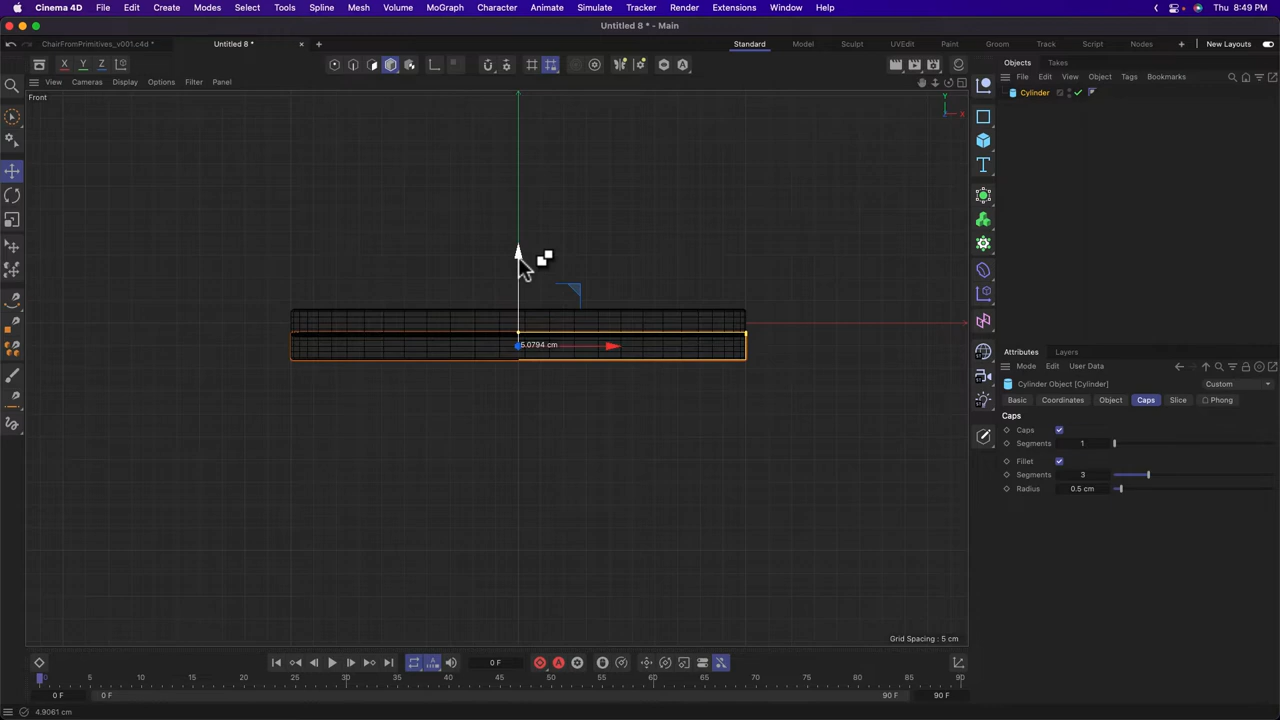 Cinema 4D File Edit Create Modes Select Tools Spline Mesh Volume MoGraph Character Animate Simulate Tracker Render Extensions Window Help Thu 8:49 PM
Untitled 8 * - Main
ChairFromPrimitives_v001.c4d * Untitled 8 * Standard Model Sculpt UVEdit Paint Groom Track Script Nodes New Layouts
X Y Z Objects Takes
View Cameras Display Options Filter Panel File Edit View Object Tags Bookmarks
Front Cylinder
Y
X
5.0794 cm
Attributes Layers
Mode Edit User Data
Cylinder Object [Cylinder] Custom
Basic Coordinates Object Caps Slice Phong
Caps
Caps
Segments 1
Fillet
Segments 3
Radius 0.5 cm
Grid Spacing : 5 cm
0 F
0 5 10 15 20 25 30 35 40 45 50 55 60 65 70 75 80 85 90
0 F 0 F 90 F 90 F
4.9061 cm